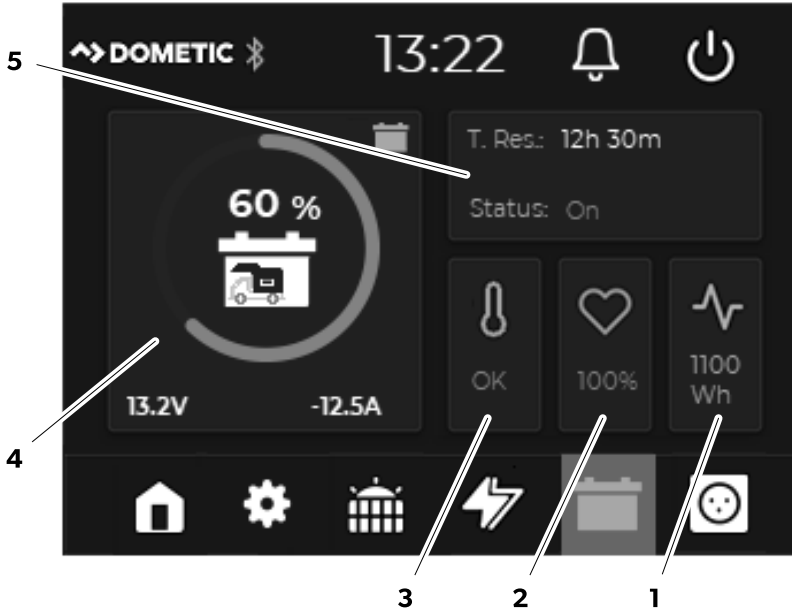 DOMETIC
13:22
5
T. Res.: 12h 30m
60 %
Status: On
OK
100%
1100
Wh
13.2V
-12.5A
4
3
2
1